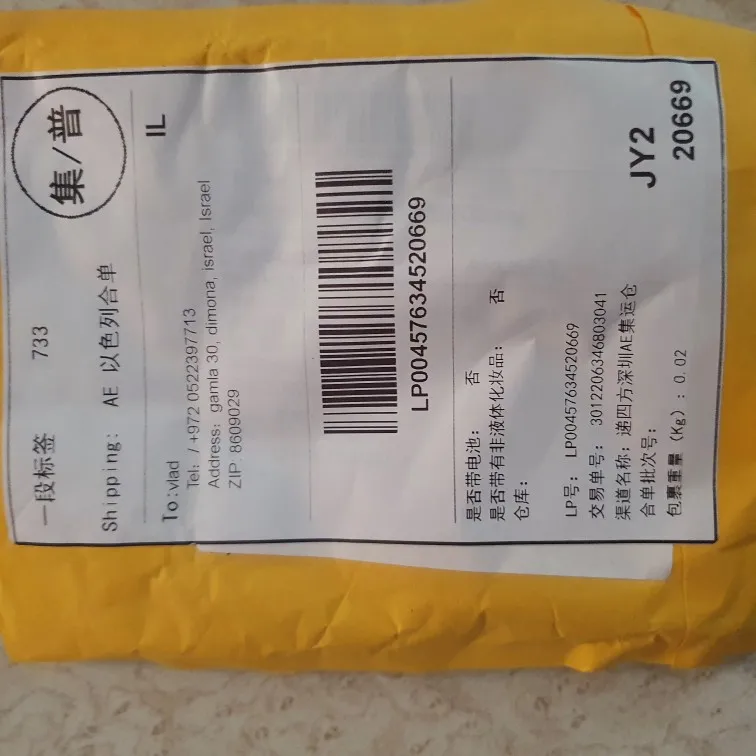 一段标签 733
集/普
Shipping: AE 以色列合单
IL
To:vlad
Tel: / +972 0522397713
Address: gamla 30, dimona, israel, Israel
ZIP: 8609029
LP00457634520669
是否带电池: 否
是否带有非液体化妆品: 否
仓库:
JY2
20669
LP号: LP00457634520669
交易单号: 3012206346803041
渠道名称: 递四方深圳AE集运仓
合单批次号:
包裹重量 (Kg) : 0.02